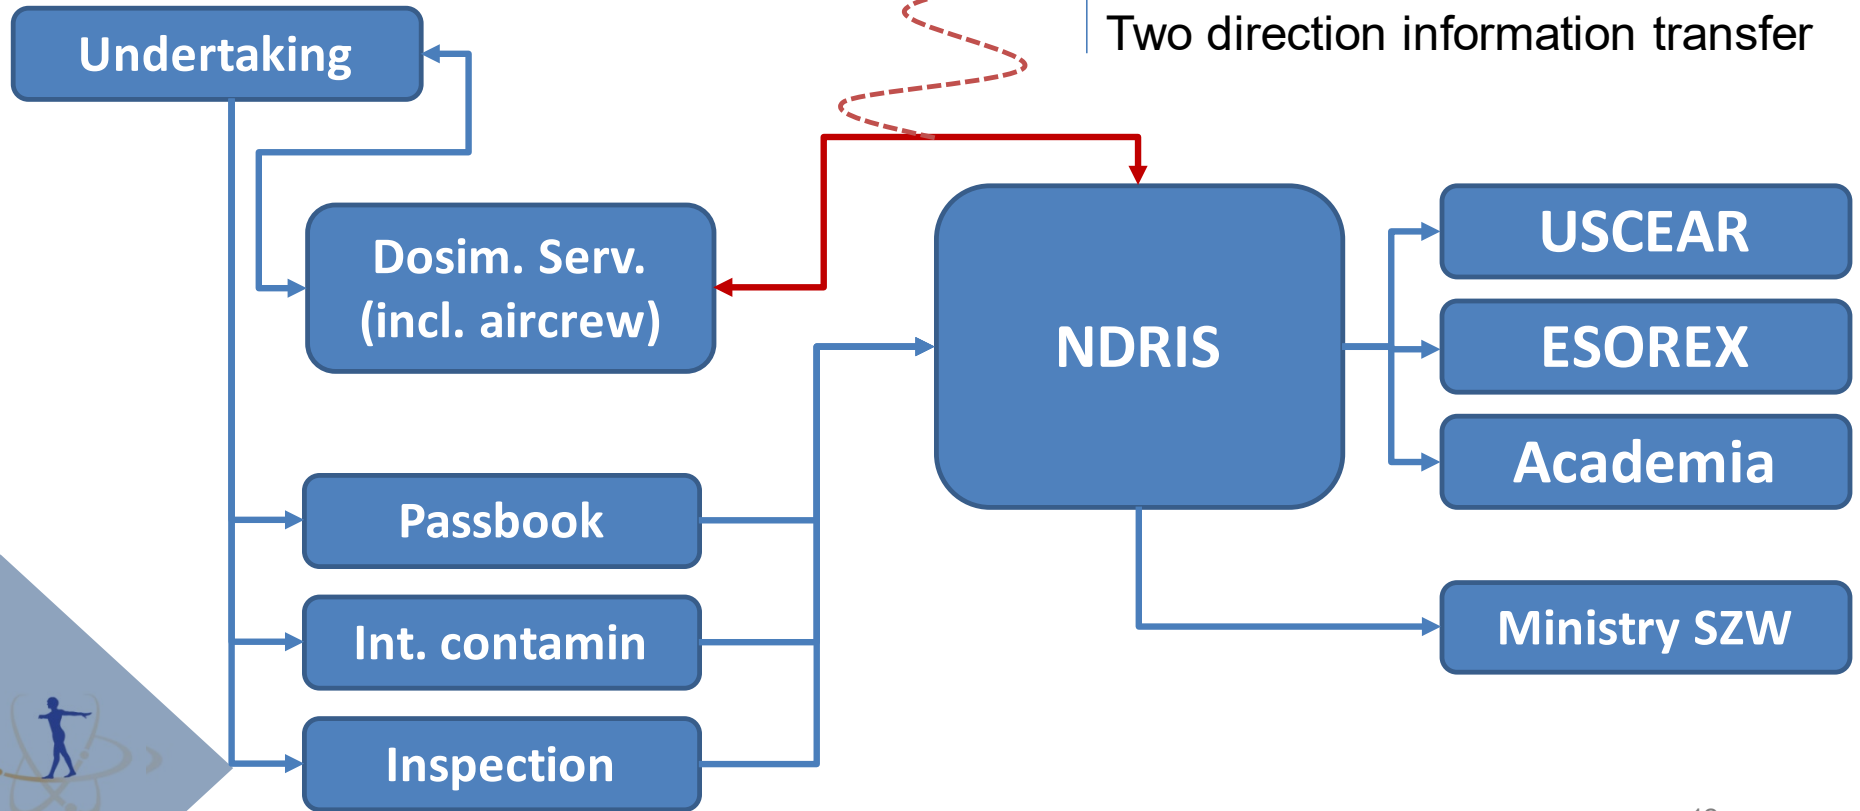 Two direction information transfer
Undertaking
Dosim. Serv.
(incl. aircrew)
NDRIS
USCEAR
ESOREX
Academia
Passbook
Int. contamin
Inspection
Ministry SZW